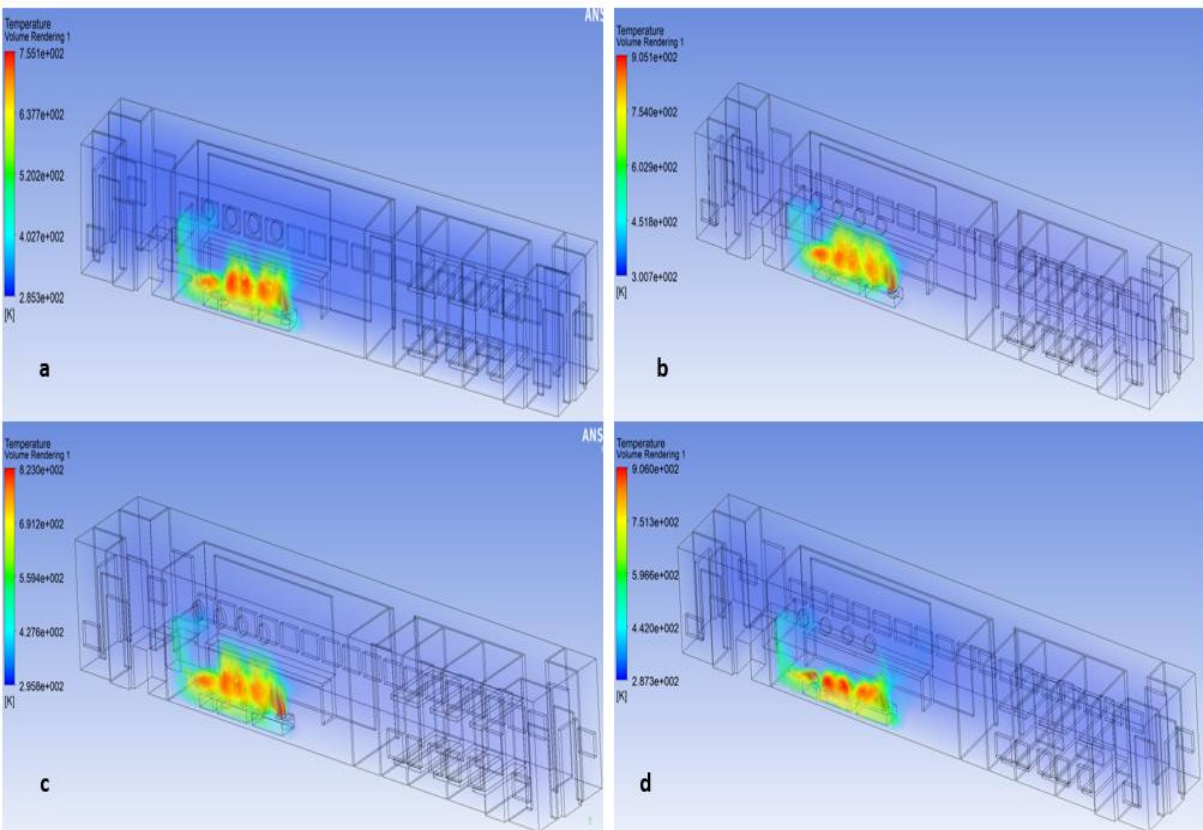 Temperature
Volume Rendering 1
7.551e+002
6.377e+002
5.202e+002
4.027e+002
2.853e+002
[K]
ANS
a
Temperature
Volume Rendering 1
9.051e+002
7.540e+002
6.029e+002
4.518e+002
3.007e+002
[K]
b
Temperature
Volume Rendering 1
8.230e+002
6.912e+002
5.594e+002
4.276e+002
2.958e+002
[K]
ANS
c
Y
Temperature
Volume Rendering 1
9.060e+002
7.513e+002
5.966e+002
4.420e+002
2.873e+002
[K]
d